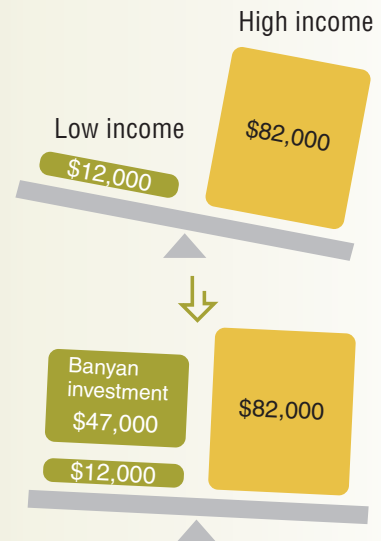 High income
Low income
$82,000
$12,000
Banyan
investment
$47,000
$82,000
$12,000